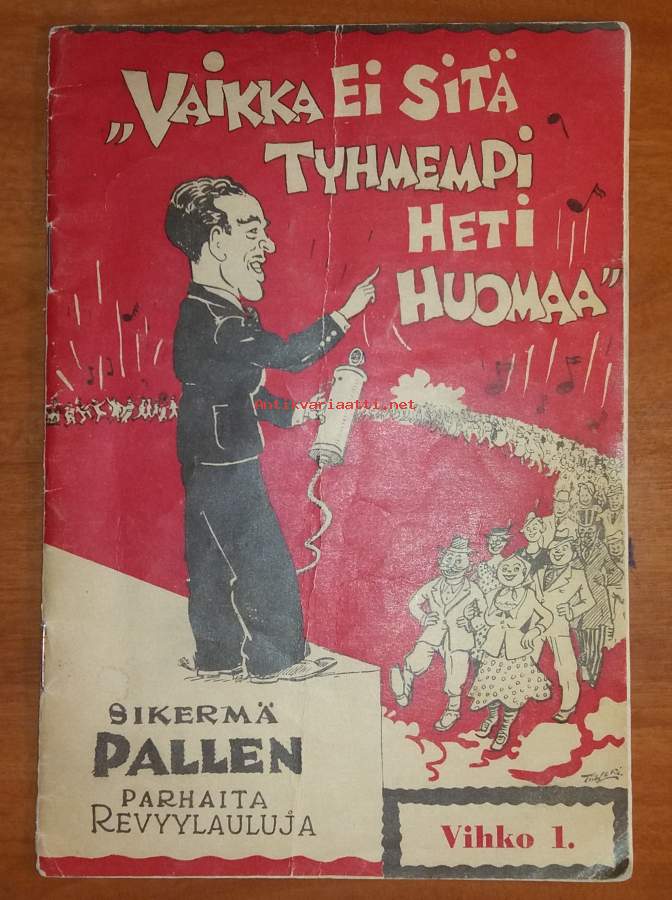 „VAIKKA Ei SiTÄ
TYHMEMPi
HETi
HUOMAA”
Antikvariaatti.net
SIKERMÄ
PALLEN
PARHAITA
REVYYLAULUJA
Vihko 1.